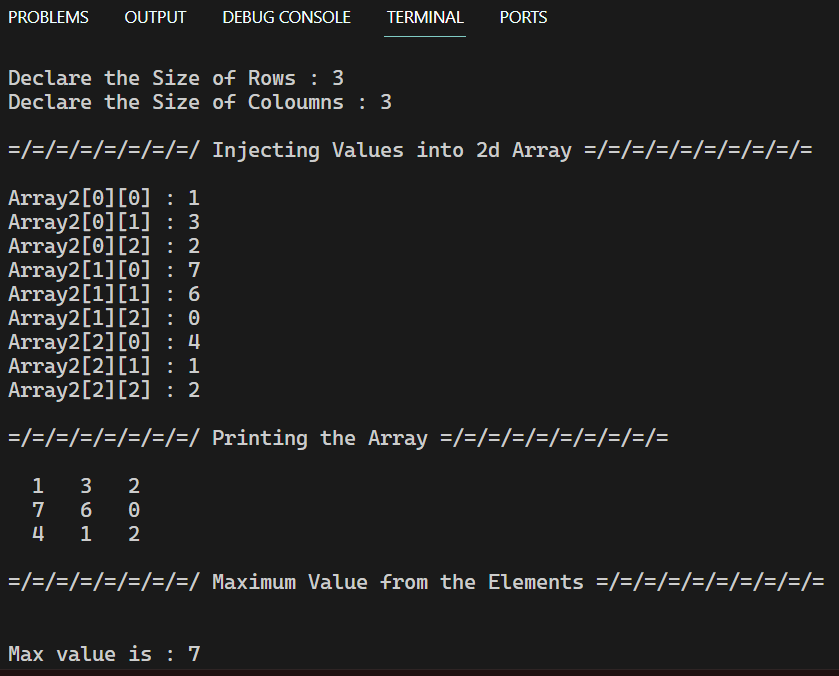 PROBLEMS OUTPUT DEBUG CONSOLE TERMINAL PORTS
Declare the Size of Rows : 3
Declare the Size of Coloumns : 3
=/=/=/=/=/=/=/=/ Injecting Values into 2d Array =/=/=/=/=/=/=/=/=/=
Array2[0][0] : 1
Array2[0][1] : 3
Array2[0][2] : 2
Array2[1][0] : 7
Array2[1][1] : 6
Array2[1][2] : 0
Array2[2][0] : 4
Array2[2][1] : 1
Array2[2][2] : 2
=/=/=/=/=/=/=/=/ Printing the Array =/=/=/=/=/=/=/=/=/=
1 3 2
7 6 0
4 1 2
=/=/=/=/=/=/=/=/ Maximum Value from the Elements =/=/=/=/=/=/=/=/=/=
Max value is : 7